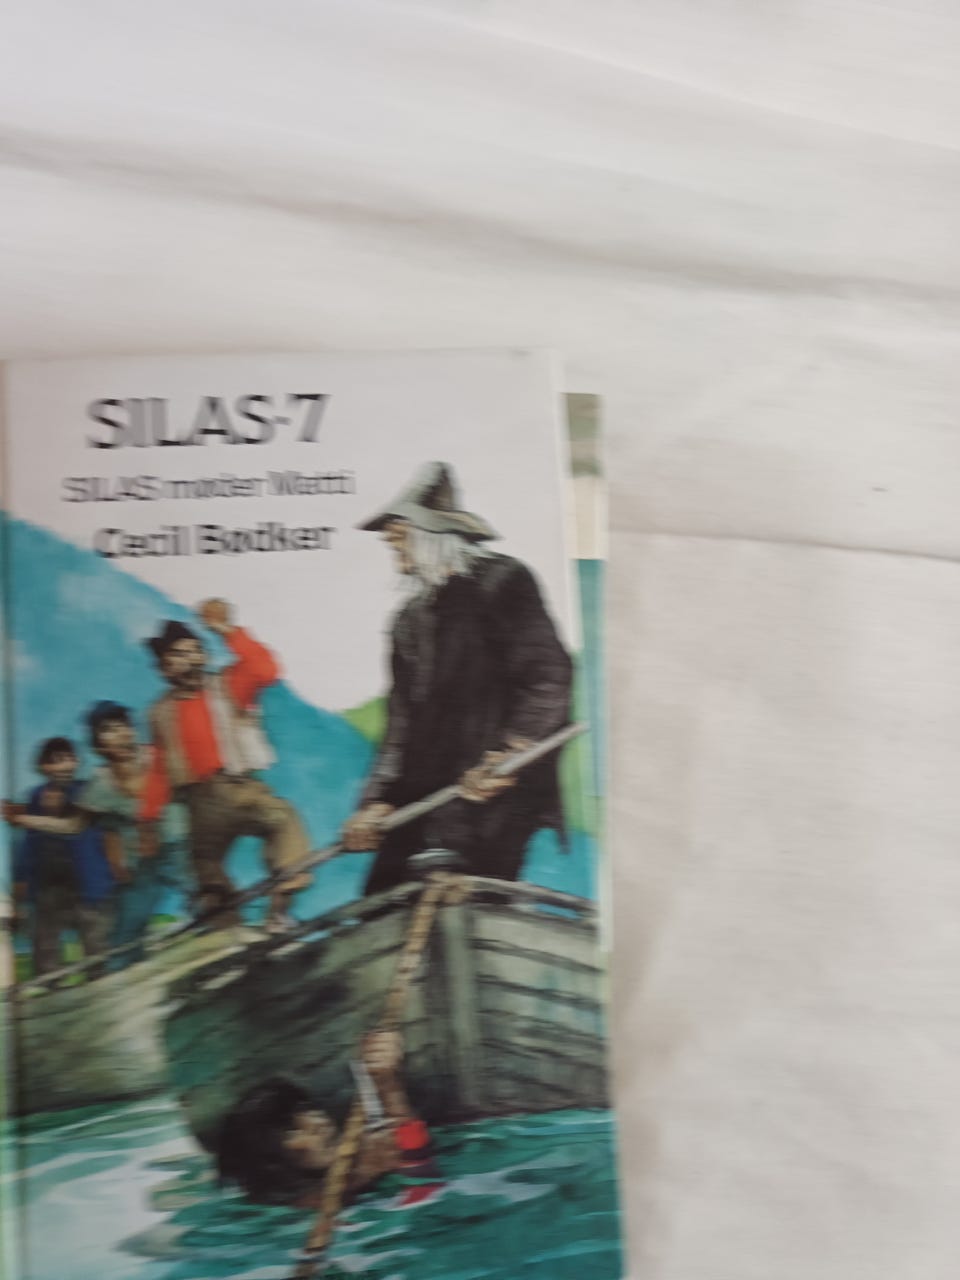 SILAS-7
SILAS møder Matti
Cecil Bødker